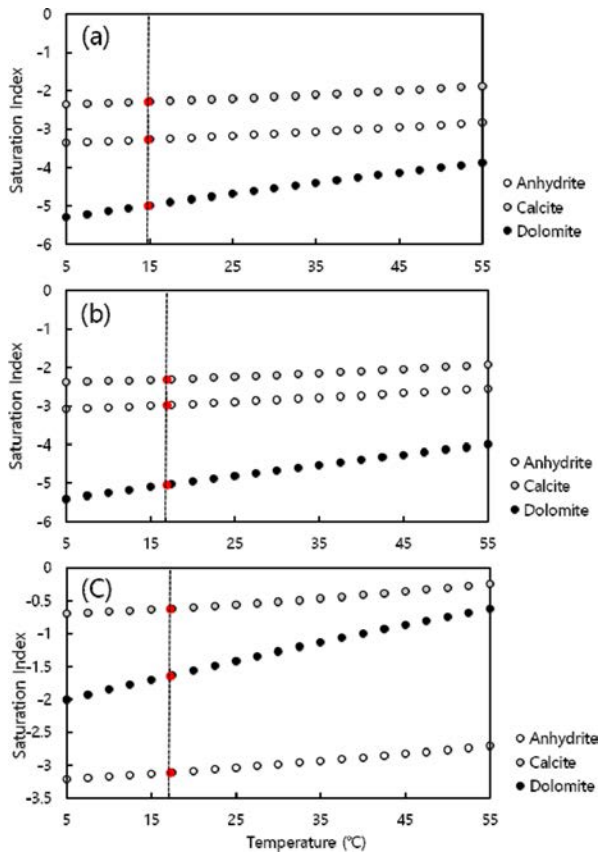 (a)
0
-1
-2
-3
-4
-5
-6
Saturation Index
5 15 25 35 45 55
Anhydrite
Calcite
Dolomite
(b)
0
-1
-2
-3
-4
-5
-6
Saturation Index
5 15 25 35 45 55
Anhydrite
Calcite
Dolomite
(C)
0
-0.5
-1
-1.5
-2
-2.5
-3
-3.5
Saturation Index
5 15 25 35 45 55
Temperature (℃)
Anhydrite
Calcite
Dolomite